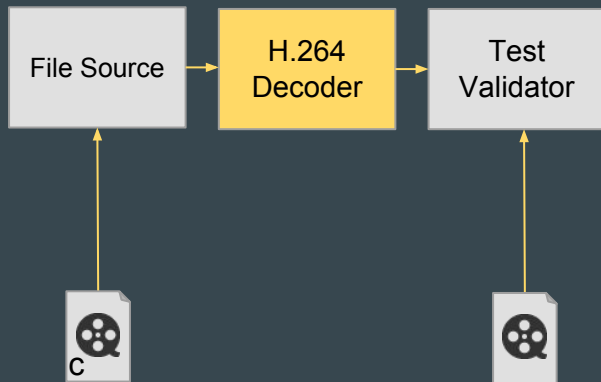 File Source
H.264
Decoder
Test
Validator
C